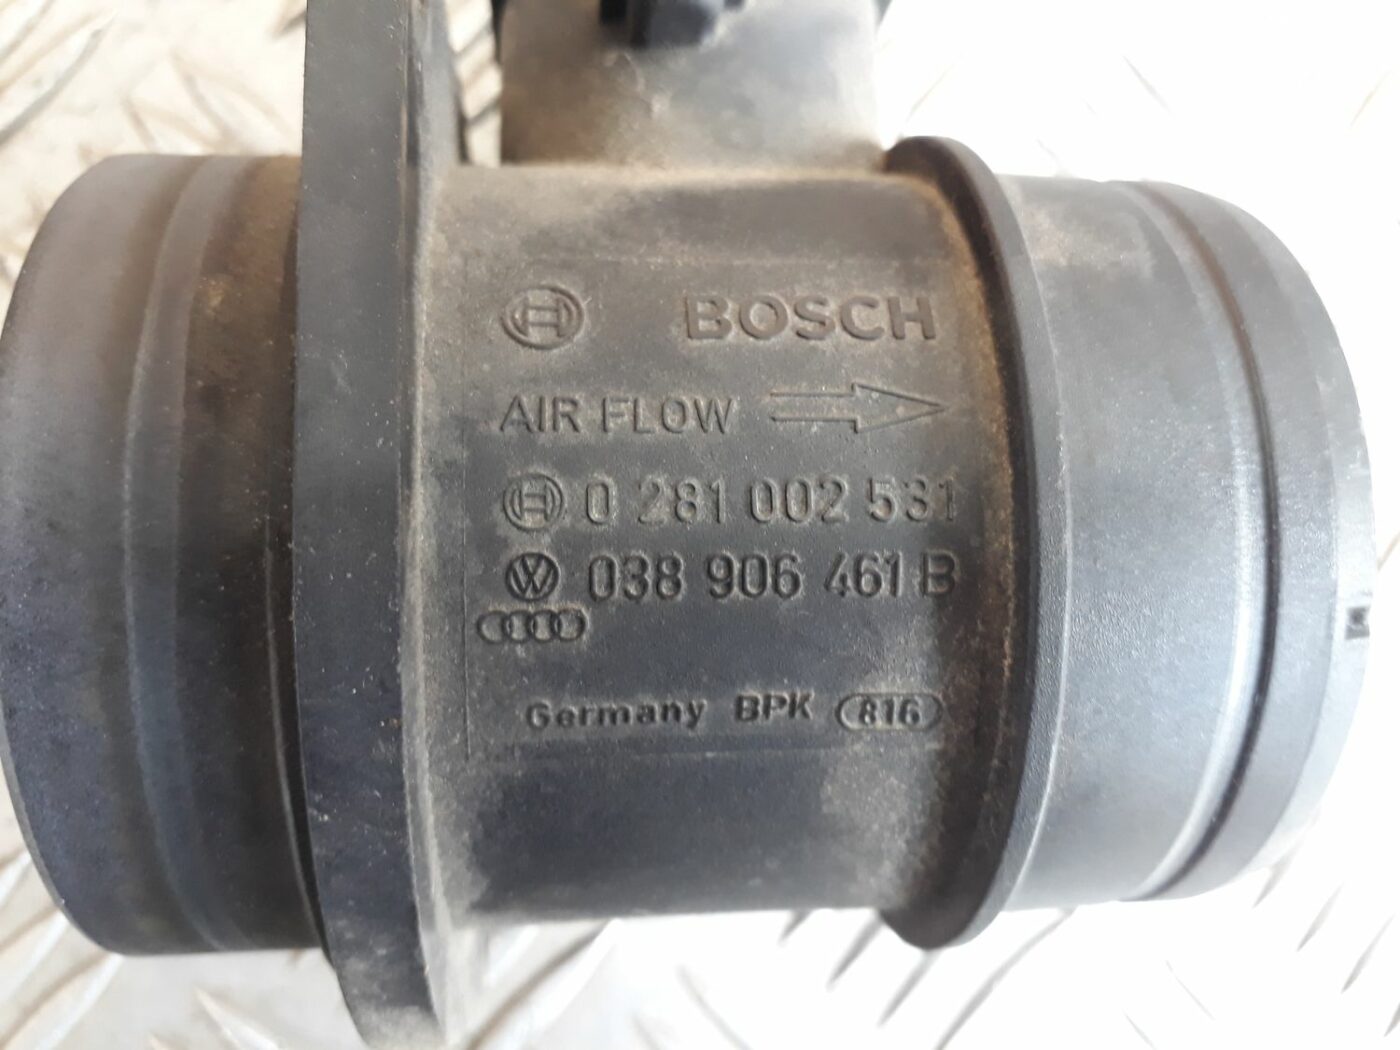 BOSCH
AIR FLOW
0 281 002 531
038 906 461 B
Germany BPK 816